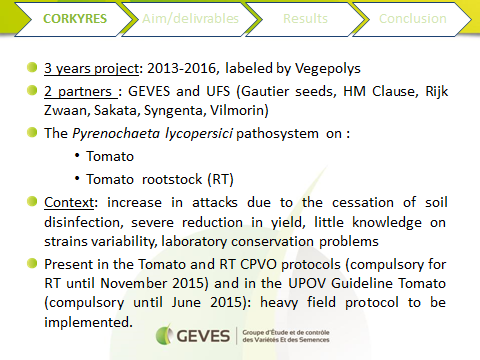 CORKYRES Aim/delivrables Results Conclusion
3 years project: 2013-2016, labeled by Vegepolys
2 partners : GEVES and UFS (Gautier seeds, HM Clause, Rijk
Zwaan, Sakata, Syngenta, Vilmorin)
The Pyrenochaeta lycopersici pathosystem on :
• Tomato
• Tomato rootstock (RT)
Context: increase in attacks due to the cessation of soil
disinfection, severe reduction in yield, little knowledge on
strains variability, laboratory conservation problems
Present in the Tomato and RT CPVO protocols (compulsory for
RT until November 2015) and in the UPOV Guideline Tomato
(compulsory until June 2015): heavy field protocol to be
implemented.
GEVES
Groupe d'Étude et de contrôle
des Variétés Et des Semences